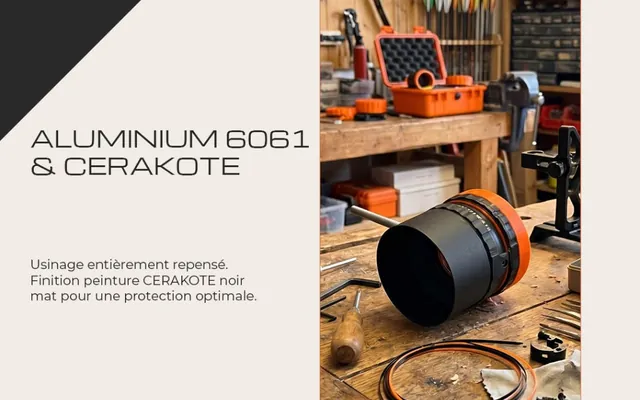 ALUMINIUM 6061
& CERAKOTE
Usinage entièrement repensé.
Finition peinture CERAKOTE noir
mat pour une protection optimale.